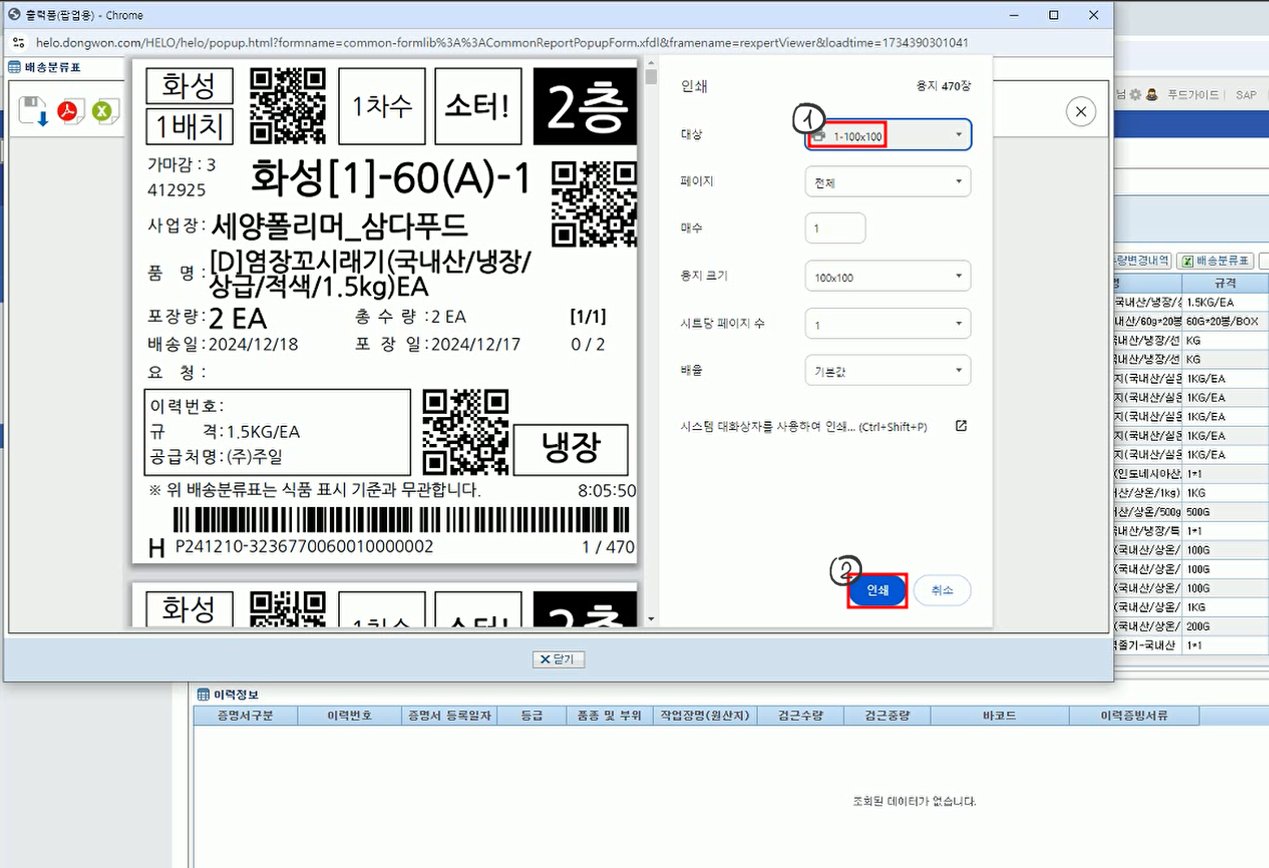 출력폼(팝업용) - Chrome
helo.dongwon.com/HELO/helo/popup.html?formname=common-formlib%3A%3ACommonReportPopupForm.xfdl&framename=rexpertViewer&loadtime=1734390301041
배송분류표
화성
1배치
1차수
소터!
2층
가마감 : 3
412925
화성[1]-60(A)-1
사업장: 세양폴리머_삼다푸드
품 명 : [D]염장꼬시래기(국내산/냉장/
상급/적색/1.5kg)EA
포장량: 2 EA 총 수 량 :2 EA [1/1]
배송일:2024/12/18 포 장 일:2024/12/17 0 / 2
요 청 :
이력번호:
규 격:1.5KG/EA
공급처명:(주)주일
냉장
※ 위 배송분류표는 식품 표시 기준과 무관합니다. 8:05:50
H P241210-3236770060010000002 1 / 470
화성
1차수
소터!
2층
인쇄 용지 470장
①
대상 1-100x100
페이지 전체
매수 1
용지 크기 100x100
시트당 페이지 수 1
배율 기본값
시스템 대화상자를 사용하여 인쇄... (Ctrl+Shift+P)
②
인쇄 취소
닫기
님 푸드가이드 SAP
량변경내역 배송분류표
규격
국내산/냉장/상 1.5KG/EA
내산/60g*20봉 60G*20봉/BOX
국내산/냉장/선 KG
국내산/냉장/선 KG
지(국내산/실온 1KG/EA
지(국내산/실온 1KG/EA
지(국내산/실온 1KG/EA
지(국내산/실온 1KG/EA
지(국내산/실온 1KG/EA
(인도네시아산, 1*1
내산/상온/1kg) 1KG
산/상온/500g 500G
국내산/냉장/특 1*1
(국내산/상온/ 100G
(국내산/상온/ 100G
(국내산/상온/ 100G
(국내산/상온/ 1KG
(국내산/상온/ 200G
줄기-국내산 1*1
이력정보
증명서구분 이력번호 증명서 등록일자 등급 품종 및 부위 작업장명(원산지) 검근수량 검근중량 바코드 이력증빙서류
조회된 데이터가 없습니다.